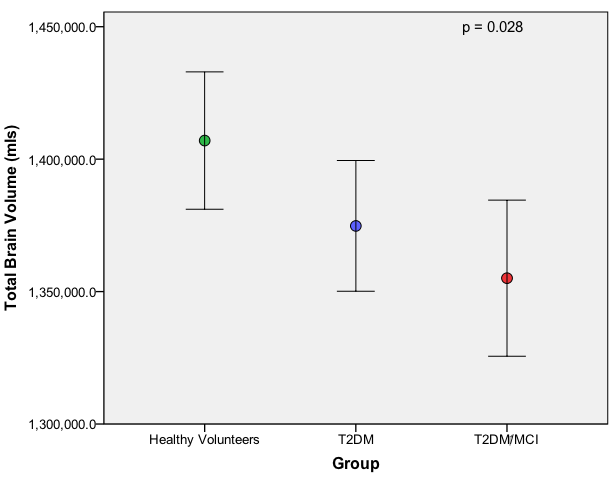 p = 0.028
1,450,000.0
1,400,000.0
1,350,000.0
1,300,000.0
Total Brain Volume (mls)
Healthy Volunteers
T2DM
T2DM/MCI
Group